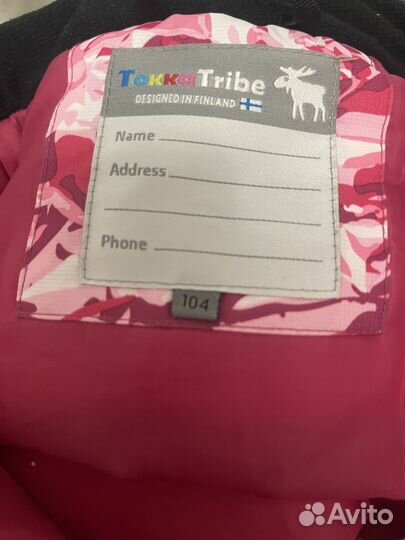 TokkaTribe
DESIGNED IN FINLAND
Name
Address
Phone
104
Avito